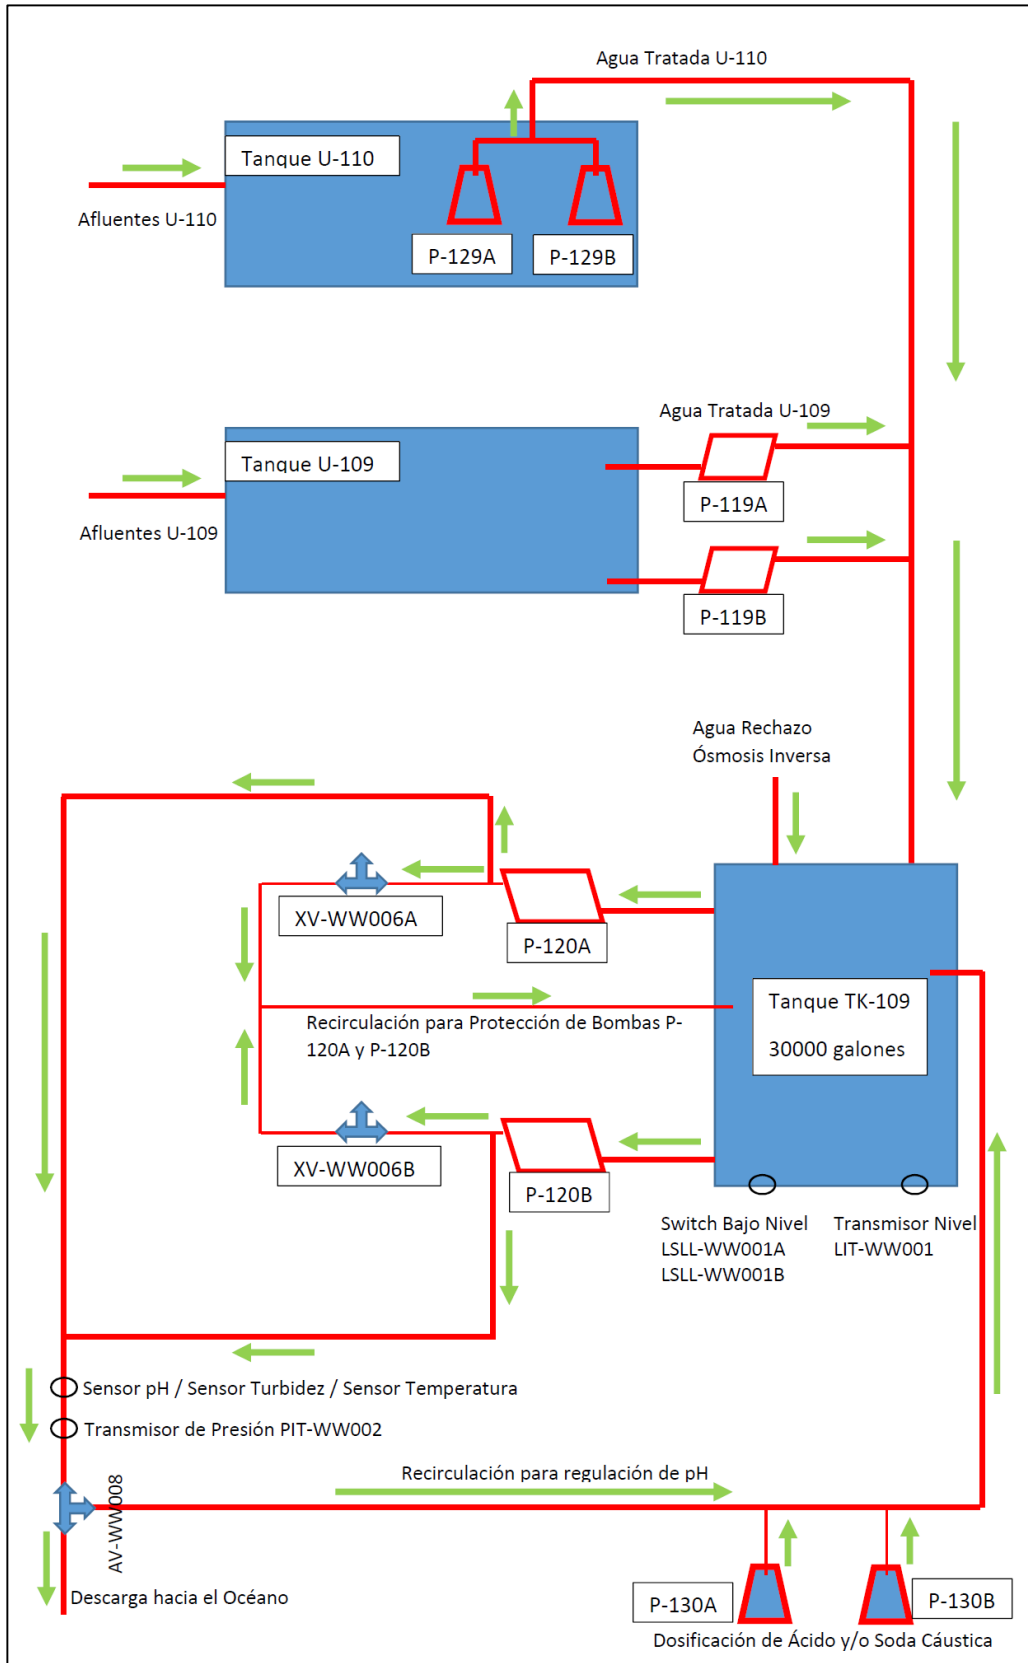 Agua Tratada U-110
Tanque U-110
Afluentes U-110
P-129A
P-129B
Agua Tratada U-109
Tanque U-109
P-119A
Afluentes U-109
P-119B
Agua Rechazo
Ósmosis Inversa
XV-WW006A
P-120A
Tanque TK-109
30000 galones
Recirculación para Protección de Bombas P-
120A y P-120B
XV-WW006B
P-120B
Switch Bajo Nivel
LSLL-WW001A
LSLL-WW001B
Transmisor Nivel
LIT-WW001
Sensor pH / Sensor Turbidez / Sensor Temperatura
Transmisor de Presión PIT-WW002
Recirculación para regulación de pH
AV-WW008
Descarga hacia el Océano
P-130A
P-130B
Dosificación de Ácido y/o Soda Cáustica